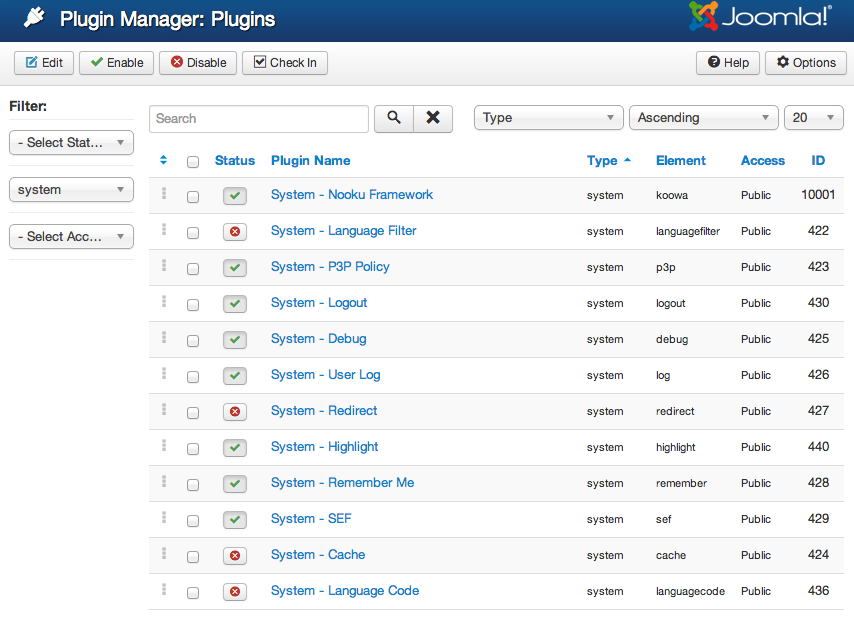 Plugin Manager: Plugins
Joomla!®
Edit Enable Disable Check In Help Options
Filter:
Search Type Ascending 20
- Select Stat...
system
- Select Acc...
Status Plugin Name Type Element Access ID
System - Nooku Framework system koowa Public 10001
System - Language Filter system languagefilter Public 422
System - P3P Policy system p3p Public 423
System - Logout system logout Public 430
System - Debug system debug Public 425
System - User Log system log Public 426
System - Redirect system redirect Public 427
System - Highlight system highlight Public 440
System - Remember Me system remember Public 428
System - SEF system sef Public 429
System - Cache system cache Public 424
System - Language Code system languagecode Public 436